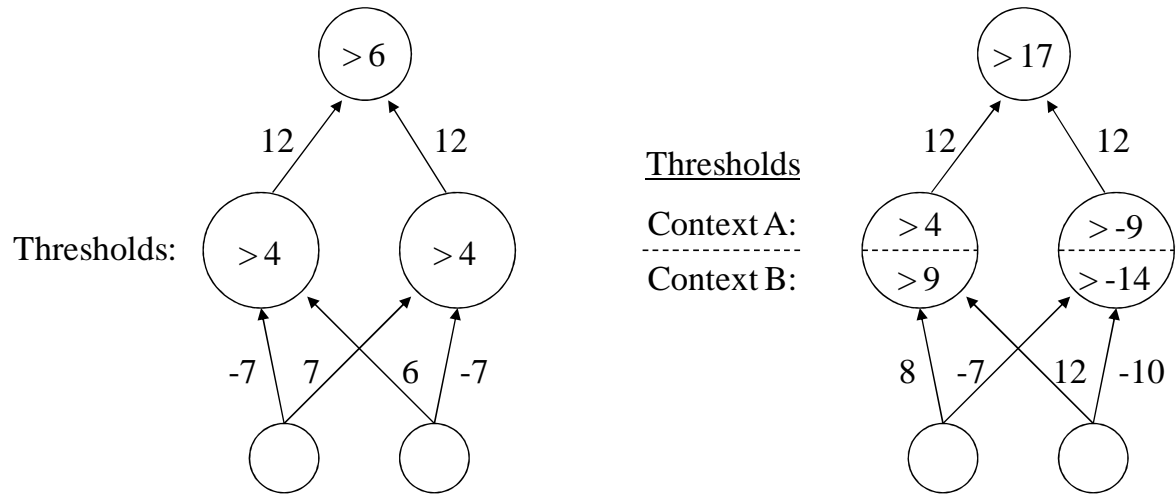 > 6
> 17
12 12
12 12
Thresholds
Thresholds:
> 4
> 4
Context A:
> 4
> -9
Context B:
> 9
> -14
-7 7 6 -7
8 -7 12 -10